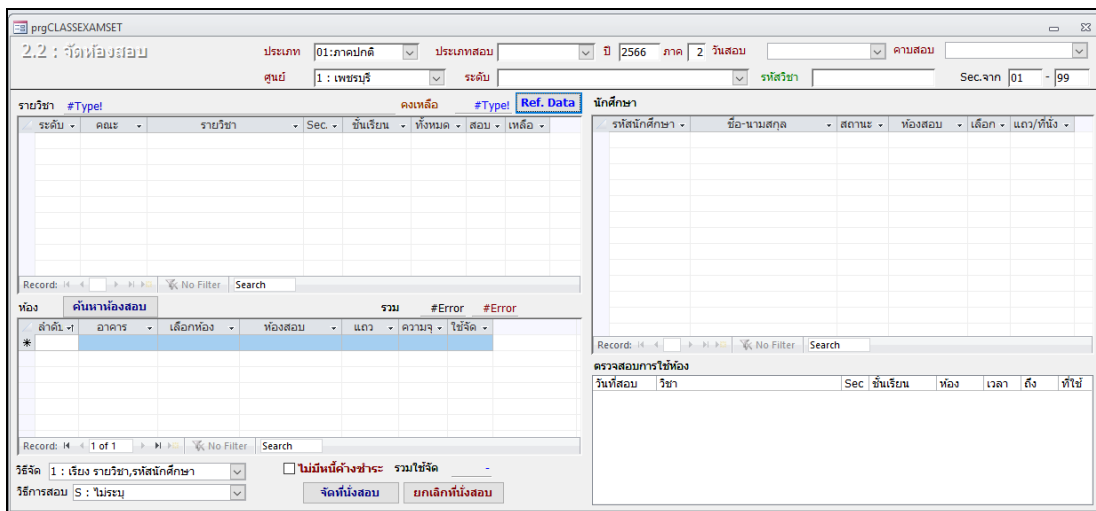 prgCLASSEXAMSET
2.2 : จัดห้องสอบ ประเภท 01:ภาคปกติ ประเภทสอบ ปี 2566 ภาค 2 วันสอบ คาบสอบ
ศูนย์ 1 : เพชรบุรี ระดับ รหัสวิชา Sec.จาก 01 - 99
รายวิชา #Type! คงเหลือ #Type! Ref. Data นักศึกษา
ระดับ คณะ รายวิชา Sec. ชั้นเรียน ทั้งหมด สอบ เหลือ รหัสนักศึกษา ชื่อ-นามสกุล สถานะ ห้องสอบ เลือก แถว/ที่นั่ง
Record: No Filter Search
ห้อง ค้นหาห้องสอบ รวม #Error #Error
ลำดับ อาคาร เลือกห้อง ห้องสอบ แถว ความจุ ใช้จัด
Record: No Filter Search
ตรวจสอบการใช้ห้อง
วันที่สอบ วิชา Sec ชั้นเรียน ห้อง เวลา ถึง ที่ใช้
Record: 1 of 1 No Filter Search
วิธีจัด 1 : เรียง รายวิชา,รหัสนักศึกษา ไม่มีหนี้ค้างชำระ รวมใช้จัด -
วิธีการสอบ S : ไม่ระบุ จัดที่นั่งสอบ ยกเลิกที่นั่งสอบ